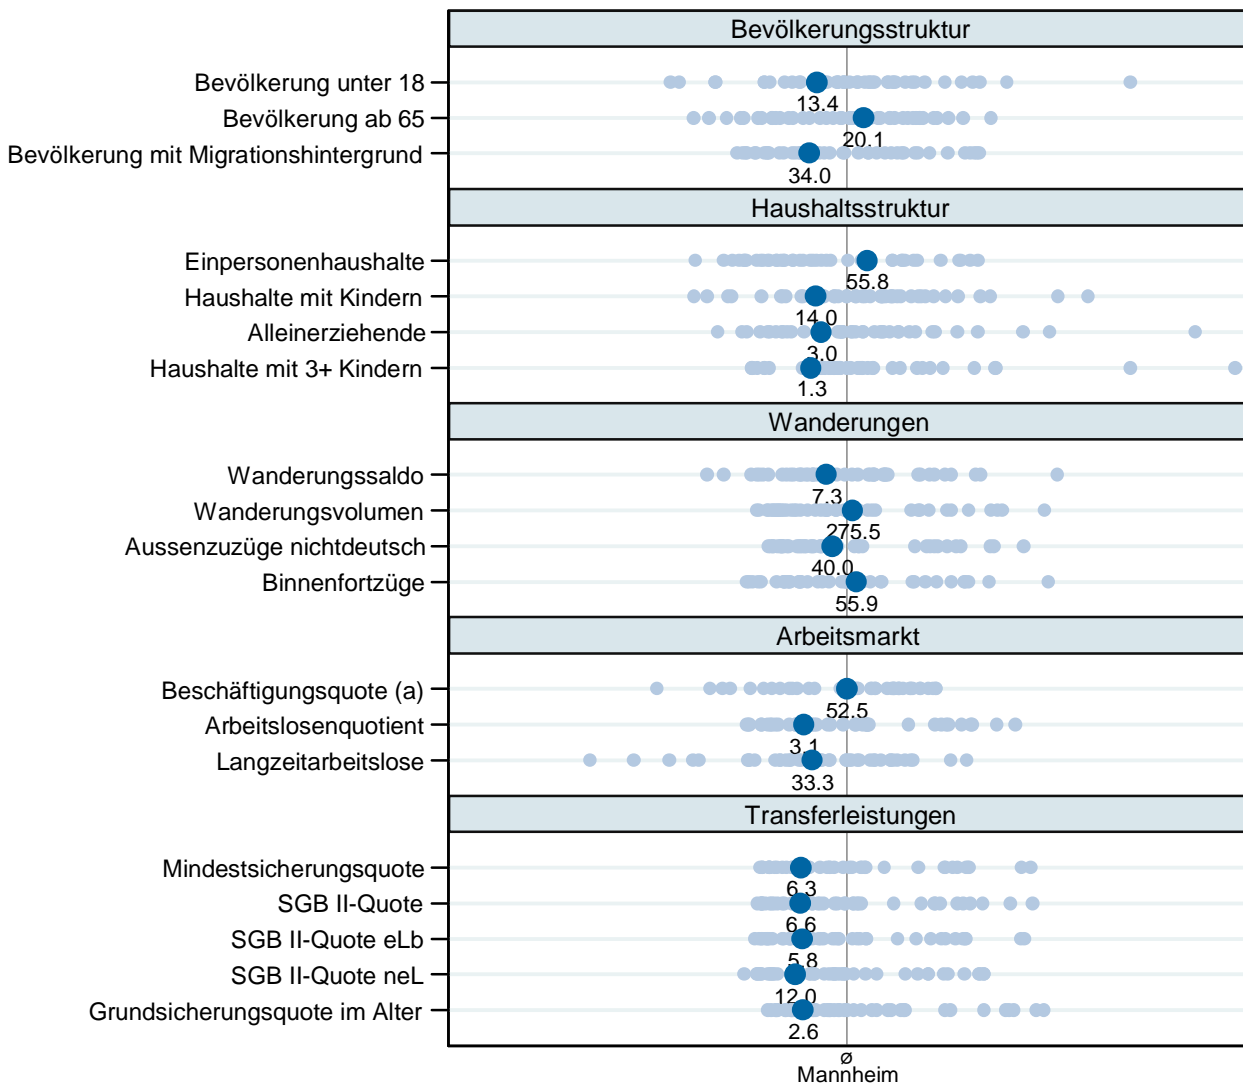 Bevölkerungsstruktur
Bevölkerung unter 18
13.4
Bevölkerung ab 65
20.1
Bevölkerung mit Migrationshintergrund
34.0
Haushaltsstruktur
Einpersonenhaushalte
55.8
Haushalte mit Kindern
14.0
Alleinerziehende
3.0
Haushalte mit 3+ Kindern
1.3
Wanderungen
Wanderungssaldo
7.3
Wanderungsvolumen
275.5
Aussenzuzüge nichtdeutsch
40.0
Binnenfortzüge
55.9
Arbeitsmarkt
Beschäftigungsquote (a)
52.5
Arbeitslosenquotient
3.1
Langzeitarbeitslose
33.3
Transferleistungen
Mindestsicherungsquote
6.3
SGB II-Quote
6.6
SGB II-Quote eLb
5.8
SGB II-Quote neL
12.0
Grundsicherungsquote im Alter
2.6
ø
Mannheim